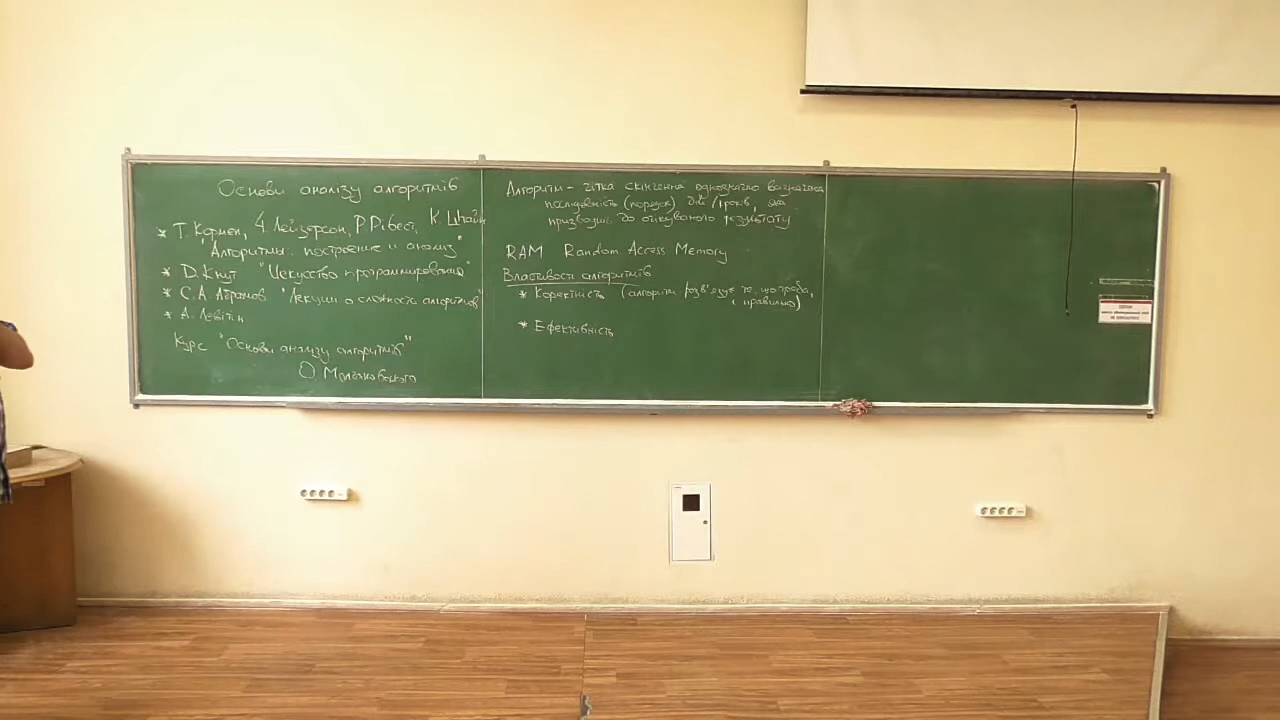 Основи аналізу алгоритмів
* Т. Кормен, Ч. Лейзерсон, Р. Рівест, К. Штайн
"Алгоритмы: построение и анализ"
* Д. Кнут "Искусство программирования"
* С.А. Абрамов "Лекции о сложности алгоритмов"
* А. Левітін
Курс "Основи аналізу алгоритмів"
О.
Алгоритм - чітка скінченна однозначно визначена
послідовність (порядок) дій / кроків, яка
призводить до очікуваного результату
RAM Random Access Memory
Властивості алгоритмів
* Коректність (алгоритм розв'язує те, що треба,
і правильно)
* Ефективність